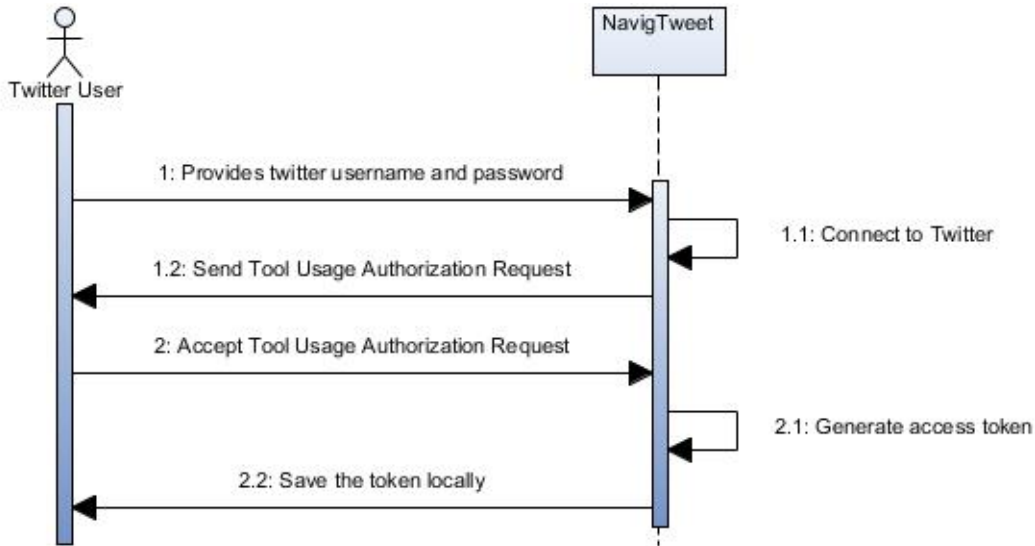 NavigTweet
Twitter User
1: Provides twitter username and password
1.1: Connect to Twitter
1.2: Send Tool Usage Authorization Request
2: Accept Tool Usage Authorization Request
2.1: Generate access token
2.2: Save the token locally